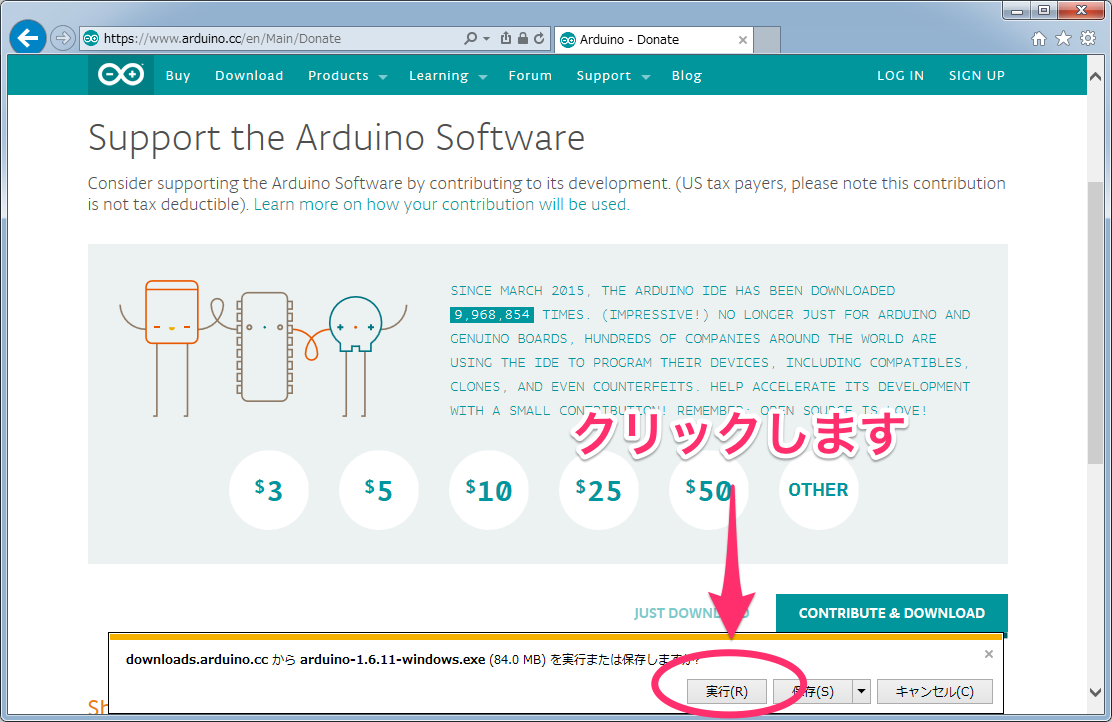 https://www.arduino.cc/en/Main/Donate
Arduino - Donate
Buy Download Products Learning Forum Support Blog LOG IN SIGN UP
Support the Arduino Software
Consider supporting the Arduino Software by contributing to its development. (US tax payers, please note this contribution
is not tax deductible). Learn more on how your contribution will be used.
SINCE MARCH 2015, THE ARDUINO IDE HAS BEEN DOWNLOADED
9,968,854 TIMES. (IMPRESSIVE!) NO LONGER JUST FOR ARDUINO AND
GENUINO BOARDS, HUNDREDS OF COMPANIES AROUND THE WORLD ARE
USING THE IDE TO PROGRAM THEIR DEVICES, INCLUDING COMPATIBLES,
CLONES, AND EVEN COUNTERFEITS. HELP ACCELERATE ITS DEVELOPMENT
WITH A SMALL CONTRIBUTION! REMEMBER: OPEN SOURCE IS LOVE!
クリックします
$3 $5 $10 $25 $50 OTHER
JUST DOWNLOAD CONTRIBUTE & DOWNLOAD
downloads.arduino.cc から arduino-1.6.11-windows.exe (84.0 MB) を実行または保存しますか?
実行(R) 保存(S) キャンセル(C)